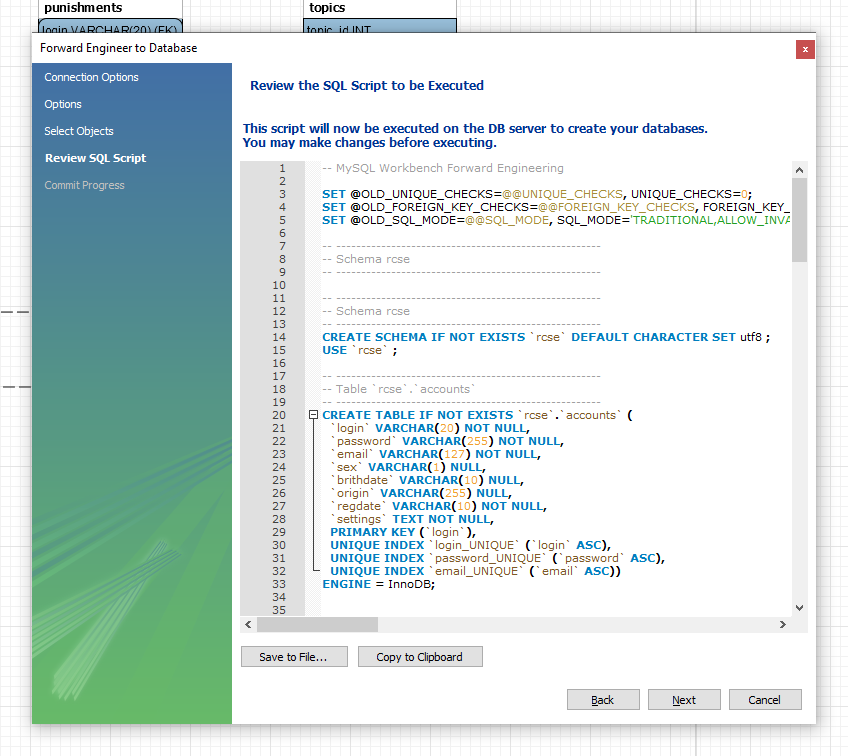 punishments
topics
login VARCHAR(20) (FK)
topic_id INT
Forward Engineer to Database
x
Connection Options
Options
Select Objects
Review SQL Script
Commit Progress
Review the SQL Script to be Executed
This script will now be executed on the DB server to create your databases.
You may make changes before executing.
1 -- MySQL Workbench Forward Engineering
2
3 SET @OLD_UNIQUE_CHECKS=@@UNIQUE_CHECKS, UNIQUE_CHECKS=0;
4 SET @OLD_FOREIGN_KEY_CHECKS=@@FOREIGN_KEY_CHECKS, FOREIGN_KEY_
5 SET @OLD_SQL_MODE=@@SQL_MODE, SQL_MODE='TRADITIONAL,ALLOW_INVA
6
7 -- -----------------------------------------------------
8 -- Schema rcse
9 -- -----------------------------------------------------
10
11 -- -----------------------------------------------------
12 -- Schema rcse
13 -- -----------------------------------------------------
14 CREATE SCHEMA IF NOT EXISTS `rcse` DEFAULT CHARACTER SET utf8 ;
15 USE `rcse` ;
16
17 -- -----------------------------------------------------
18 -- Table `rcse`.`accounts`
19 -- -----------------------------------------------------
20 CREATE TABLE IF NOT EXISTS `rcse`.`accounts` (
21 `login` VARCHAR(20) NOT NULL,
22 `password` VARCHAR(255) NOT NULL,
23 `email` VARCHAR(127) NOT NULL,
24 `sex` VARCHAR(1) NULL,
25 `brithdate` VARCHAR(10) NULL,
26 `origin` VARCHAR(255) NULL,
27 `regdate` VARCHAR(10) NOT NULL,
28 `settings` TEXT NOT NULL,
29 PRIMARY KEY (`login`),
30 UNIQUE INDEX `login_UNIQUE` (`login` ASC),
31 UNIQUE INDEX `password_UNIQUE` (`password` ASC),
32 UNIQUE INDEX `email_UNIQUE` (`email` ASC))
33 ENGINE = InnoDB;
34
35
Save to File...
Copy to Clipboard
Back
Next
Cancel